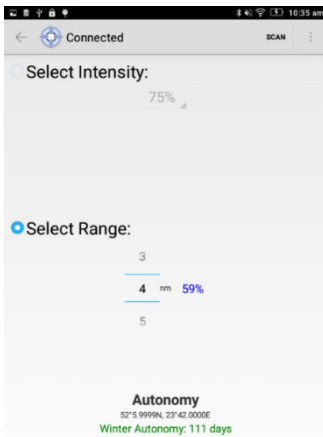 10:35 am
Connected
SCAN
Select Intensity:
75%
Select Range:
3
4 nm 59%
5
Autonomy
52°5.9999N, 23°42.0000E
Winter Autonomy: 111 days